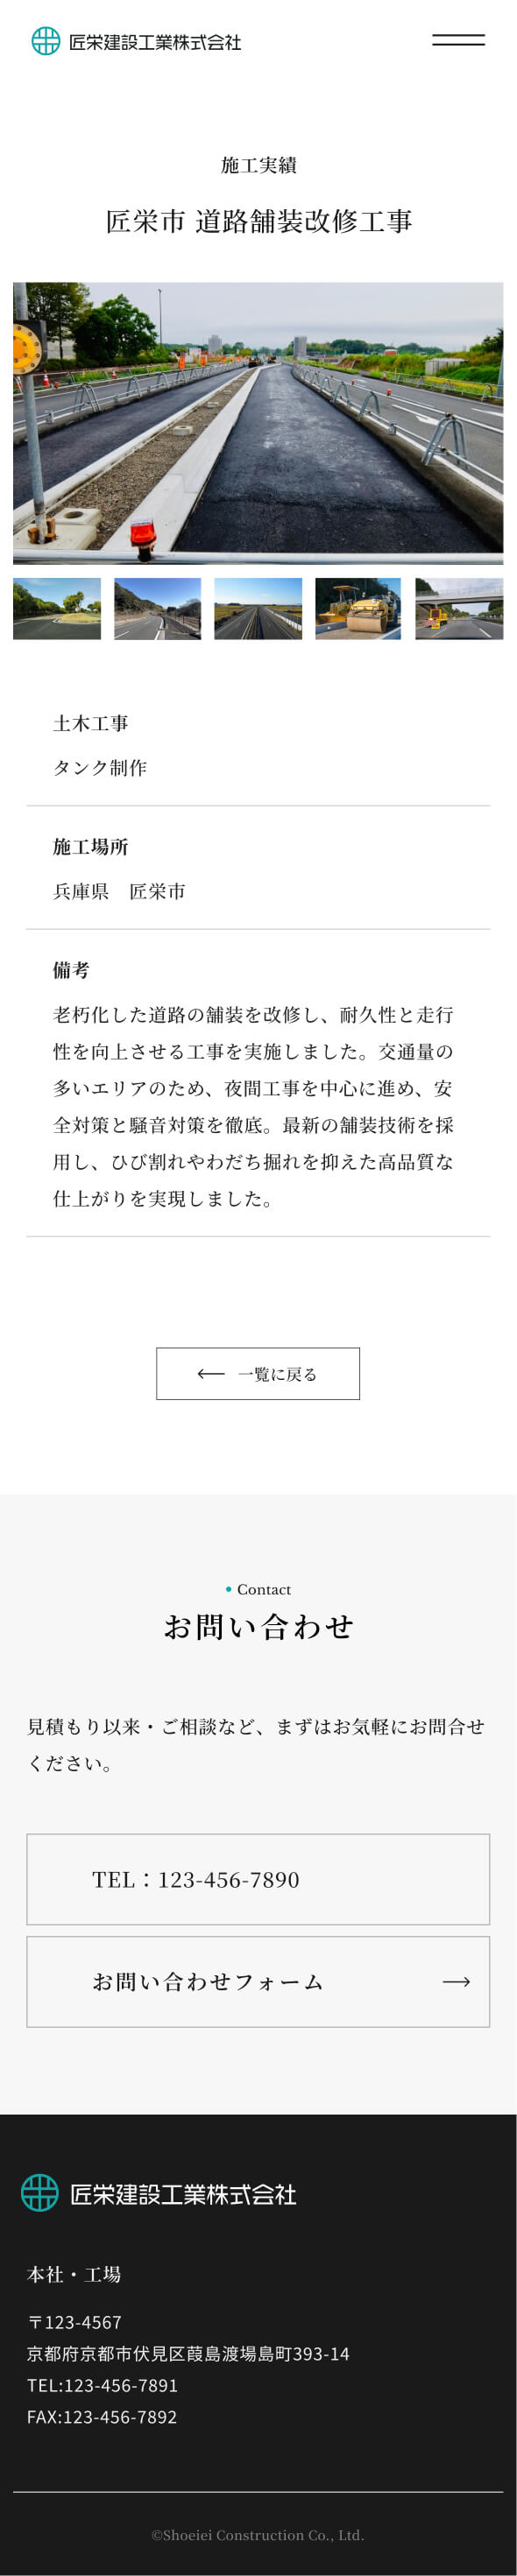 匠栄建設工業株式会社
施工実績
匠栄市 道路舗装改修工事
土木工事
タンク制作
施工場所
兵庫県　匠栄市
備考
老朽化した道路の舗装を改修し、耐久性と走行
性を向上させる工事を実施しました。交通量の
多いエリアのため、夜間工事を中心に進め、安
全対策と騒音対策を徹底。最新の舗装技術を採
用し、ひび割れやわだち掘れを抑えた高品質な
仕上がりを実現しました。
一覧に戻る
Contact
お問い合わせ
見積もり以来・ご相談など、まずはお気軽にお問合せ
ください。
TEL：123-456-7890
お問い合わせフォーム
匠栄建設工業株式会社
本社・工場
〒123-4567
京都府京都市伏見区葭島渡場島町393-14
TEL:123-456-7891
FAX:123-456-7892
©Shoeiei Construction Co., Ltd.